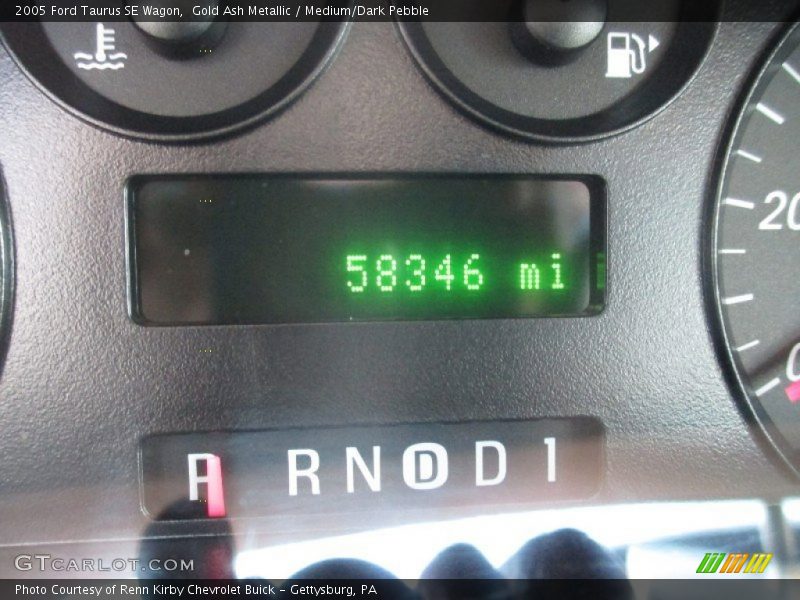 2005 Ford Taurus SE Wagon, Gold Ash Metallic / Medium/Dark Pebble
20
58346 mi
0
P R N D D 1
GTCARLOT.COM
Photo Courtesy of Renn Kirby Chevrolet Buick - Gettysburg, PA